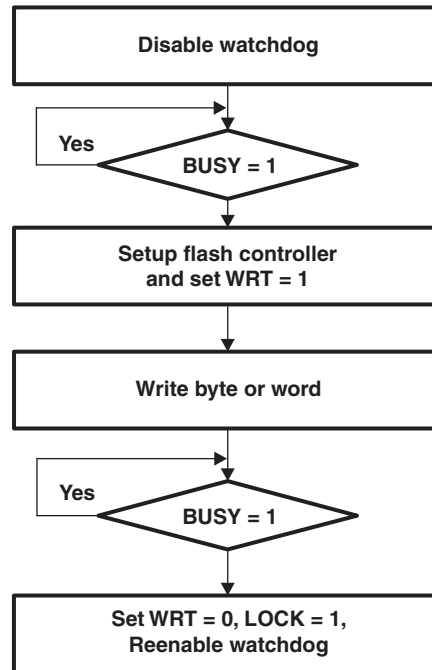 Disable watchdog
Yes
BUSY = 1
Setup flash controller
and set WRT = 1
Write byte or word
Yes
BUSY = 1
Set WRT = 0, LOCK = 1,
Reenable watchdog